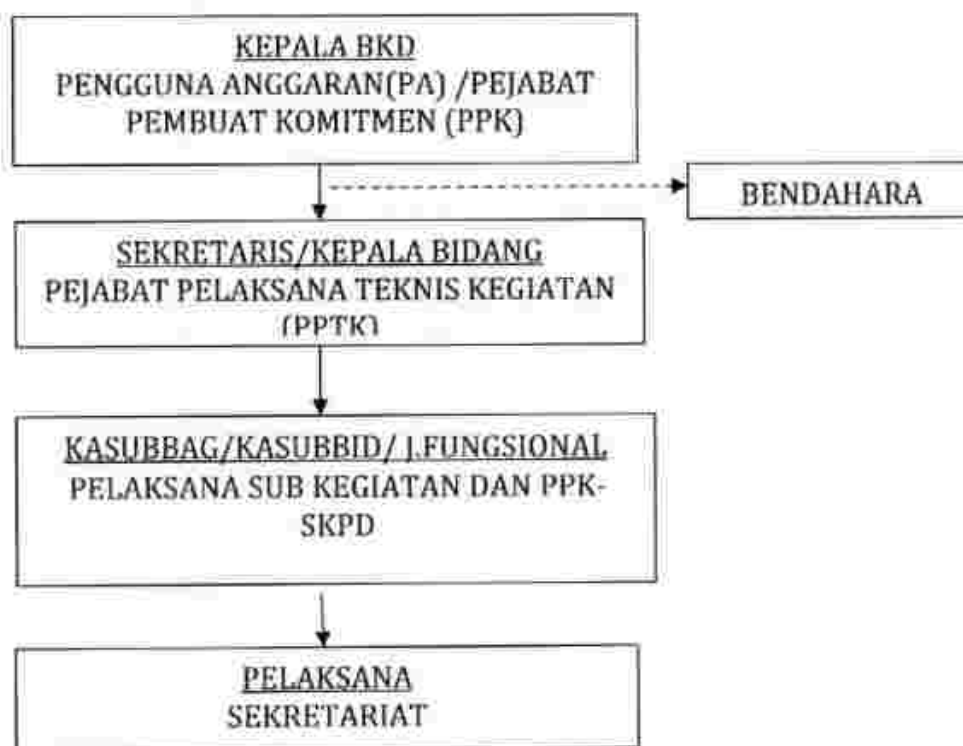 KEPALA BKD
PENGGUNA ANGGARAN(PA) /PEJABAT
PEMBUAT KOMITMEN (PPK)
BENDAHARA
SEKRETARIS/KEPALA BIDANG
PEJABAT PELAKSANA TEKNIS KEGIATAN
(PPTK)
KASUBBAG/KASUBBID/ J.FUNGSIONAL
PELAKSANA SUB KEGIATAN DAN PPK-
SKPD
PELAKSANA
SEKRETARIAT